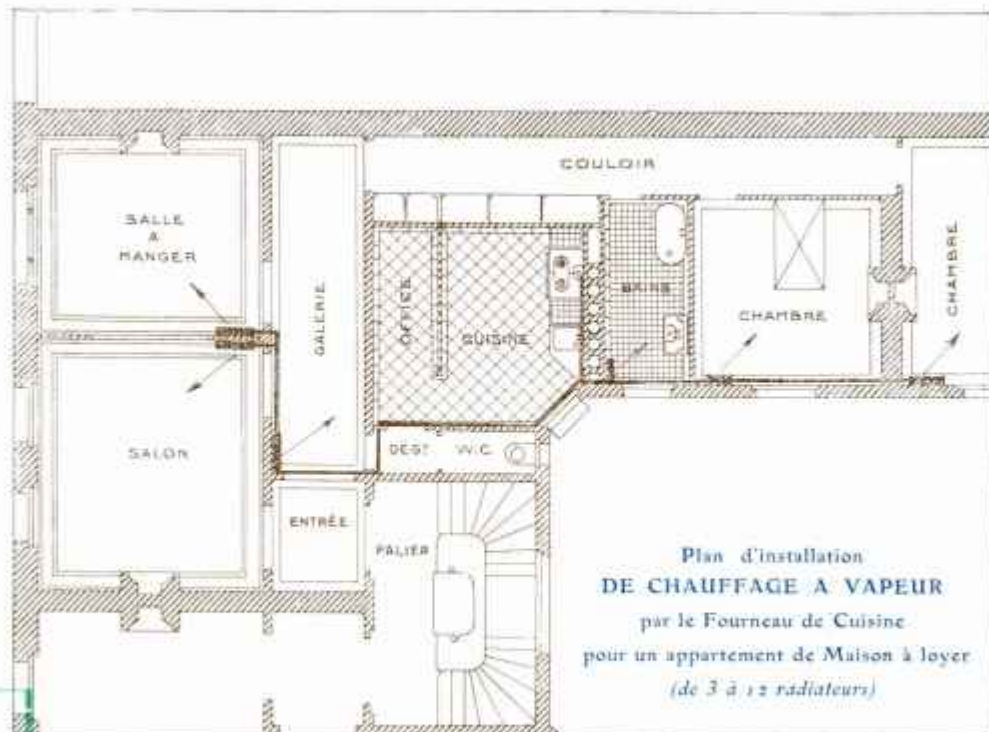 COULOIR
SALLE
A
MANGER
GALERIE
OFFICE
CUISINE
BAINS
CHAMBRE
CHAMBRE
SALON
DEGT W.C.
ENTRÉE
PALIER
Plan d'installation
DE CHAUFFAGE A VAPEUR
par le Fourneau de Cuisine
pour un appartement de Maison à loyer
(de 3 à 12 radiateurs)